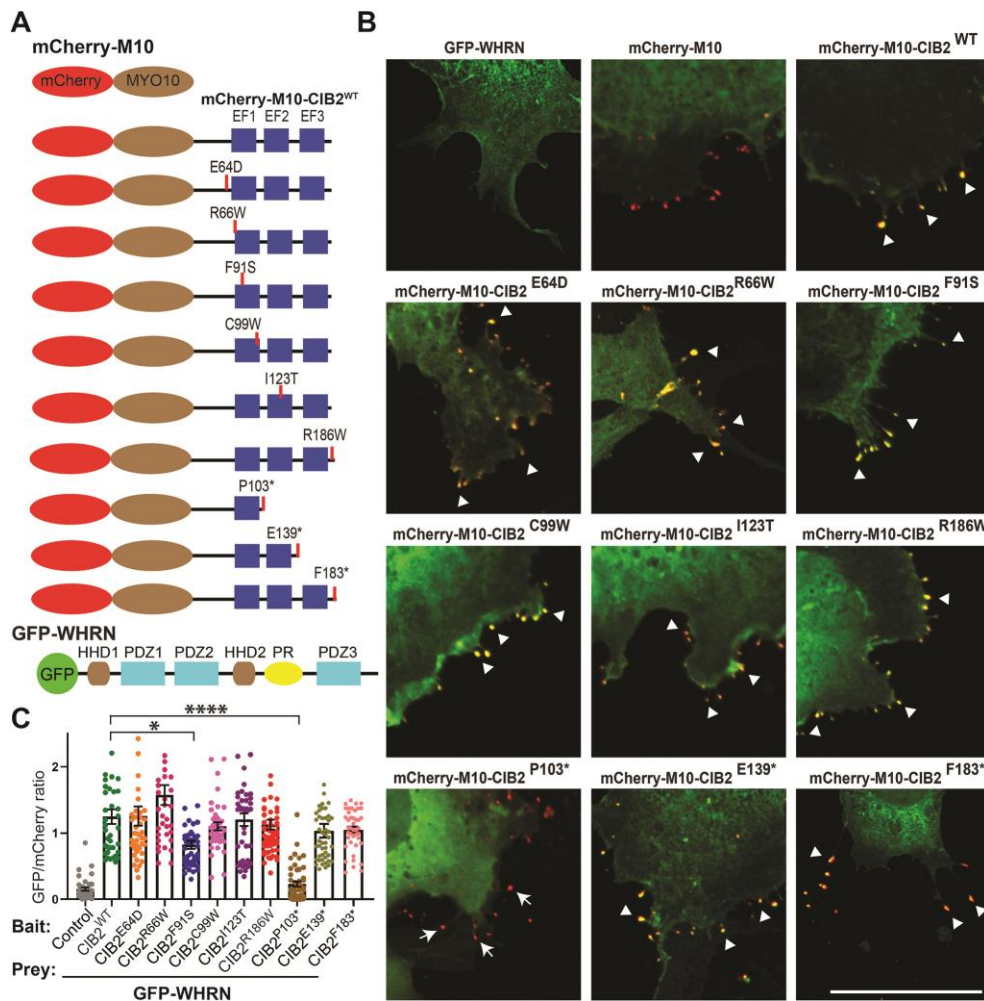 A
mCherry-M10
mCherry MYO10
mCherry-M10-CIB2WT
EF1 EF2 EF3
E64D
R66W
F91S
C99W
I123T
R186W
P103*
E139*
F183*
GFP-WHRN
GFP HHD1 PDZ1 PDZ2 HHD2 PR PDZ3
B
GFP-WHRN mCherry-M10 mCherry-M10-CIB2 WT
mCherry-M10-CIB2 E64D mCherry-M10-CIB2 R66W mCherry-M10-CIB2 F91S
mCherry-M10-CIB2 C99W mCherry-M10-CIB2 I123T mCherry-M10-CIB2 R186W
mCherry-M10-CIB2 P103* mCherry-M10-CIB2 E139* mCherry-M10-CIB2 F183*
C
****
*
GFP/mCherry ratio
2
1
0
Bait: Control CIB2WT CIB2E64D CIB2R66W CIB2F91S CIB2C99W CIB2I123T CIB2R186W CIB2P103* CIB2E139* CIB2F183*
Prey:
GFP-WHRN